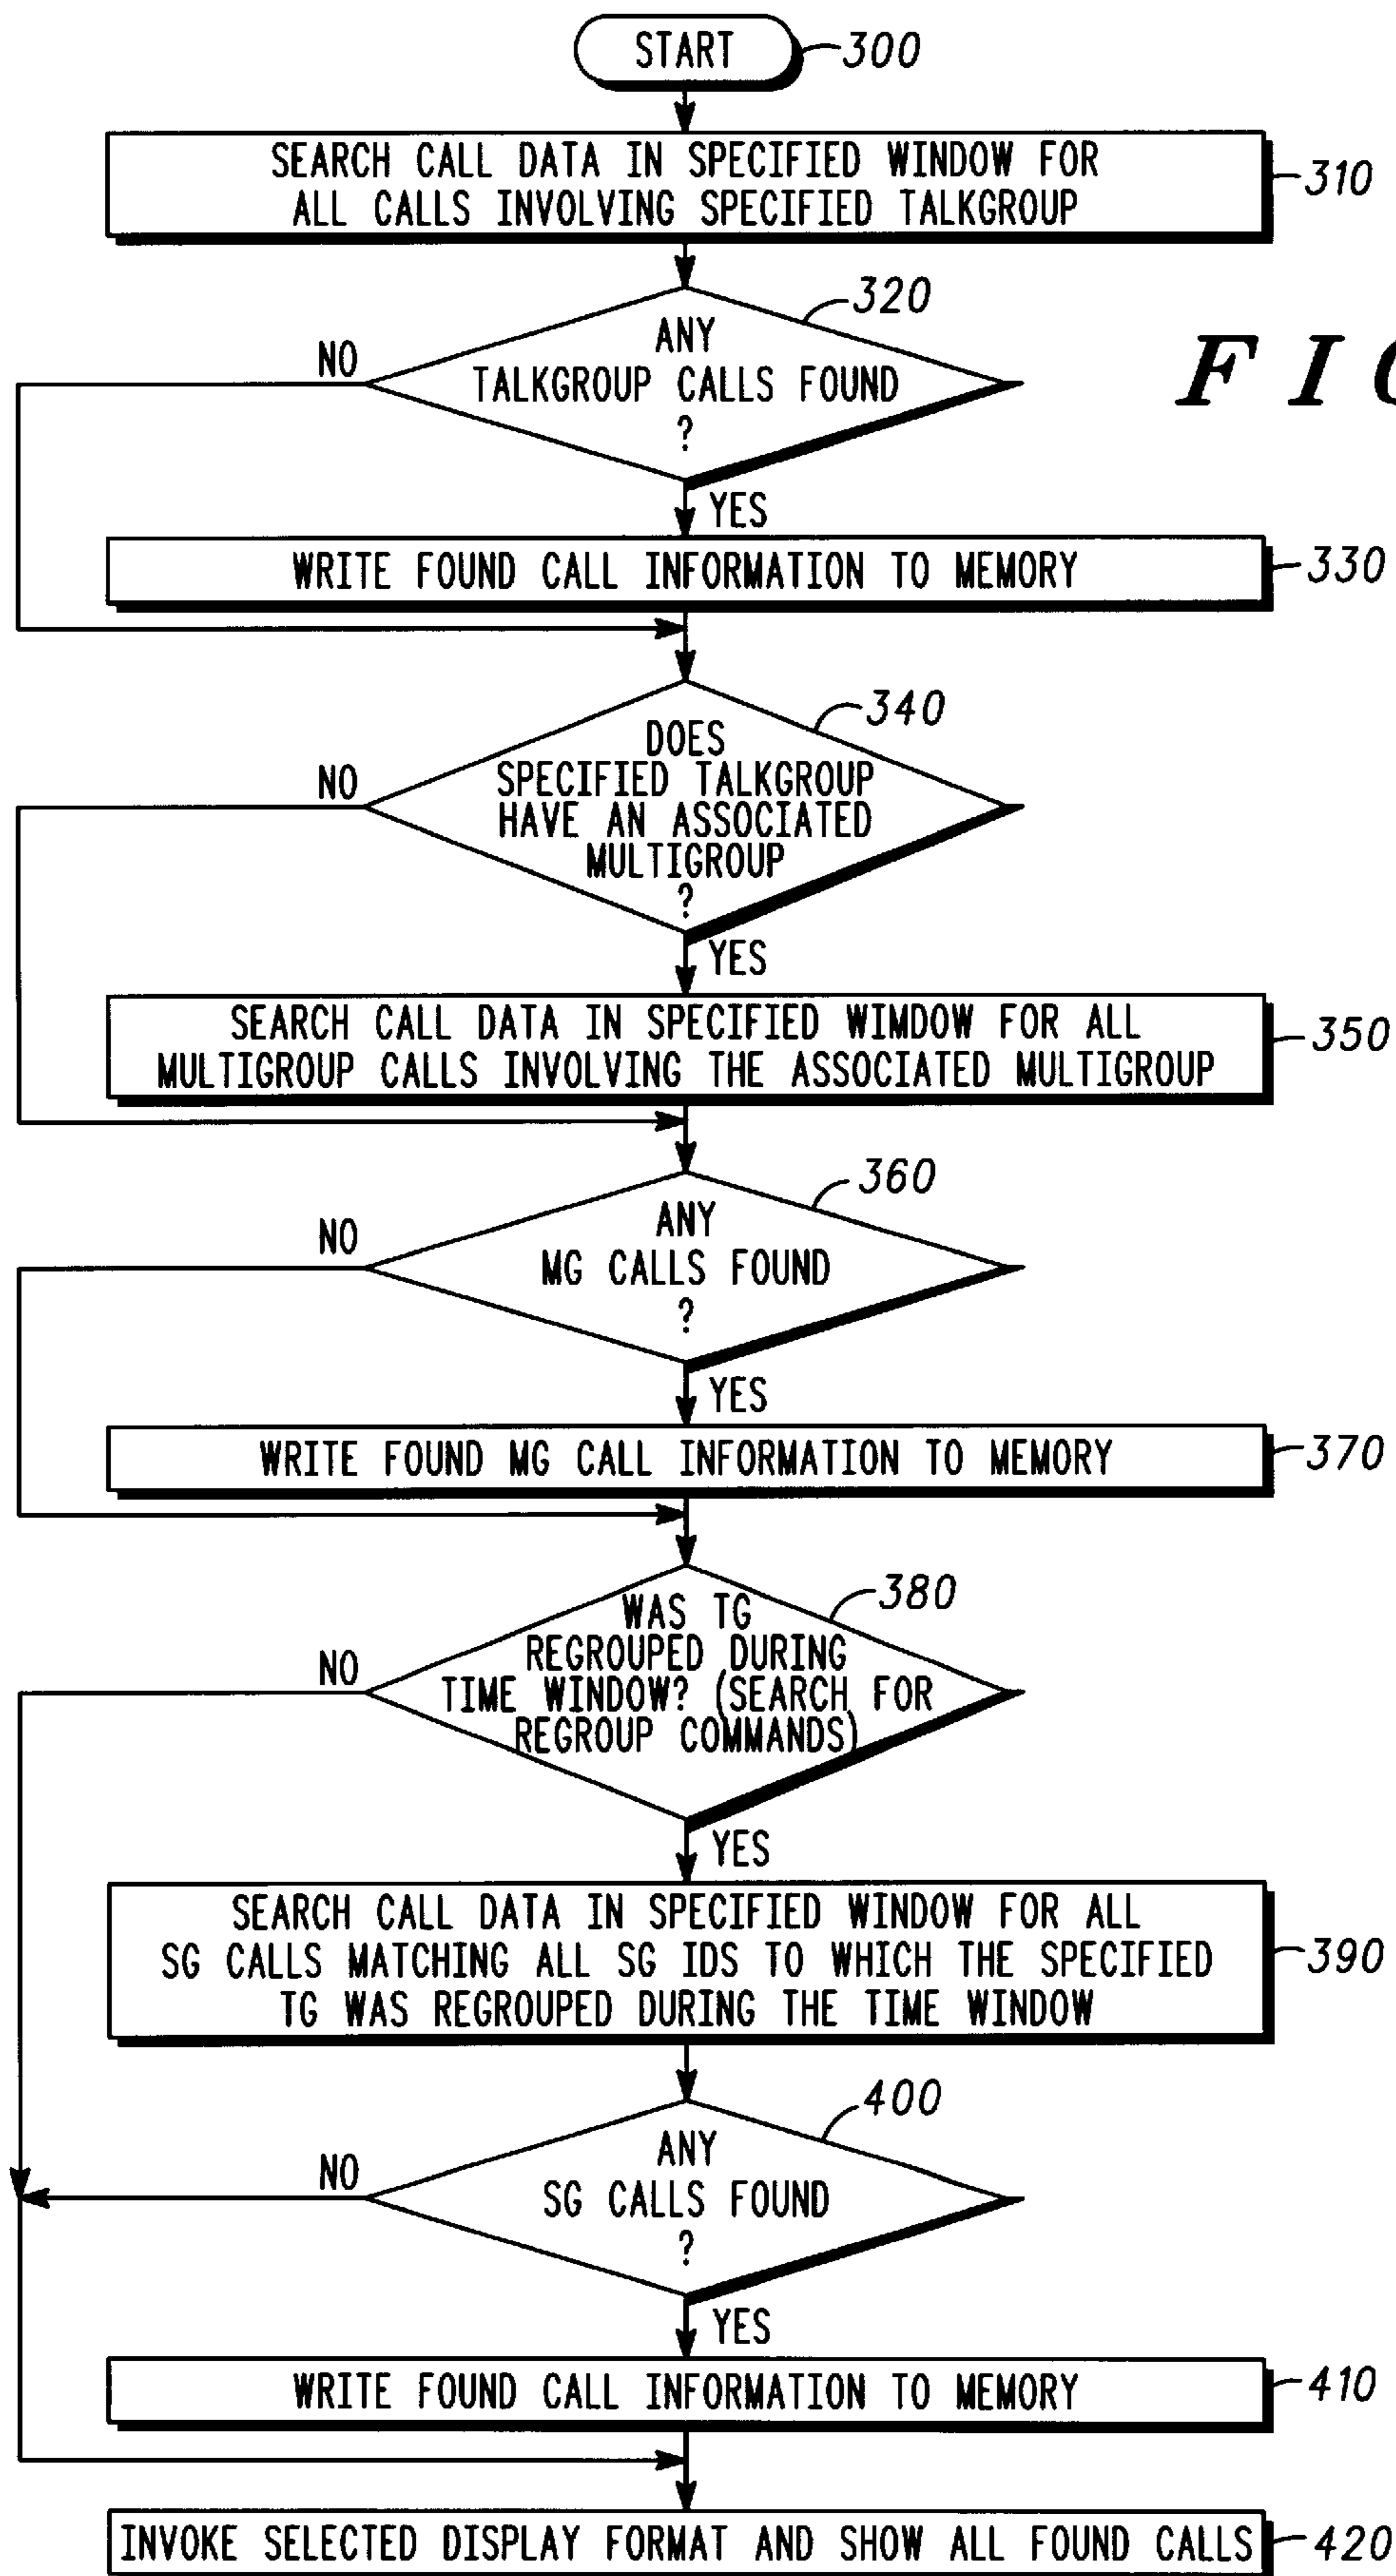 START
300
SEARCH CALL DATA IN SPECIFIED WINDOW FOR
ALL CALLS INVOLVING SPECIFIED TALKGROUP
310
320
ANY
TALKGROUP CALLS FOUND
?
NO
F I
YES
WRITE FOUND CALL INFORMATION TO MEMORY
330
340
DOES
SPECIFIED TALKGROUP
HAVE AN ASSOCIATED
MULTIGROUP
?
NO
YES
SEARCH CALL DATA IN SPECIFIED WIMDOW FOR ALL
MULTIGROUP CALLS INVOLVING THE ASSOCIATED MULTIGROUP
350
360
ANY
MG CALLS FOUND
?
NO
YES
WRITE FOUND MG CALL INFORMATION TO MEMORY
370
380
WAS TG
REGROUPED DURING
TIME WINDOW? (SEARCH FOR
REGROUP COMMANDS)
NO
YES
SEARCH CALL DATA IN SPECIFIED WINDOW FOR ALL
SG CALLS MATCHING ALL SG IDS TO WHICH THE SPECIFIED
TG WAS REGROUPED DURING THE TIME WINDOW
390
400
ANY
SG CALLS FOUND
?
NO
YES
WRITE FOUND CALL INFORMATION TO MEMORY
410
INVOKE SELECTED DISPLAY FORMAT AND SHOW ALL FOUND CALLS
420